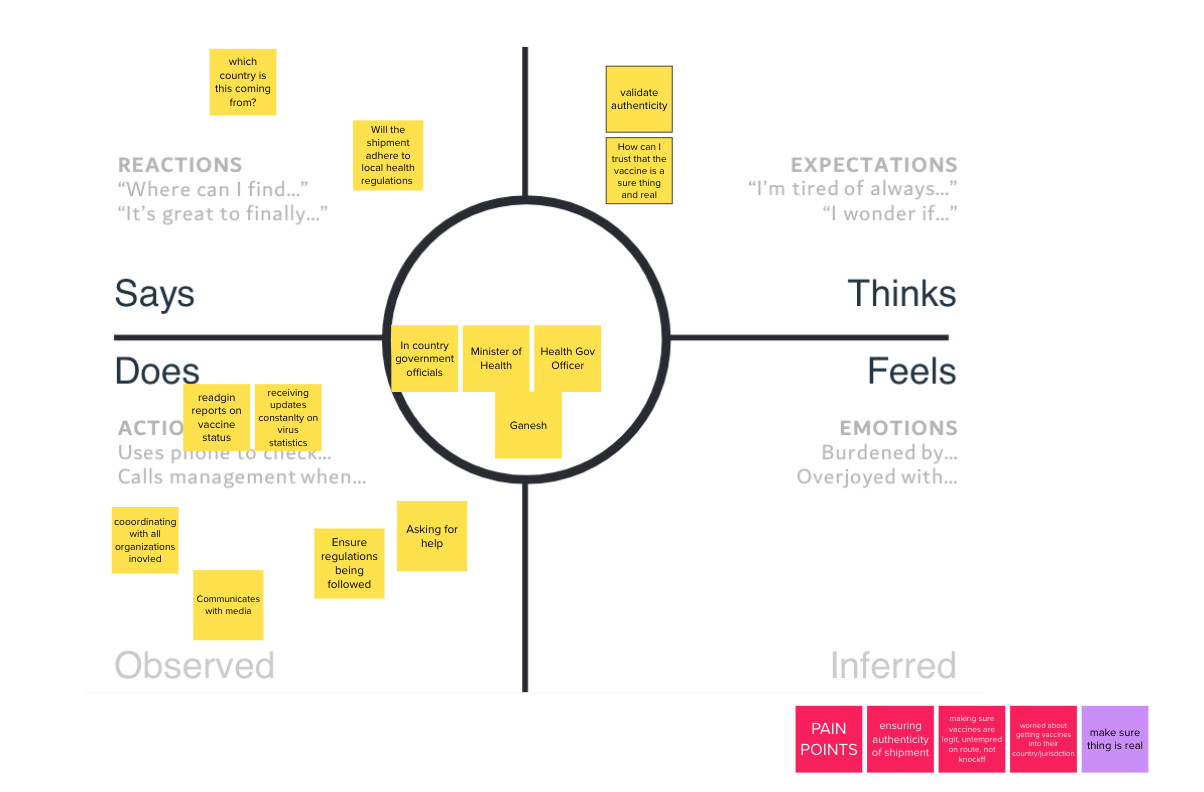 which
country is
this coming
from?
Will the
shipment
adhere to
local health
regulations
REACTIONS
“Where can I find...”
“It’s great to finally...”
Says
validate
authenticity
How can I
trust that the
vaccine is a
sure thing
and real
EXPECTATIONS
“I’m tired of always...”
“I wonder if...”
Thinks
In country
government
officials
Minister of
Health
Health Gov
Officer
Ganesh
Does
readgin
reports on
vaccine
status
receiving
updates
constanlty on
virus
statistics
ACTIO
Uses phone to check...
Calls management when...
cooordinating
with all
organizations
inovled
Communicates
with media
Ensure
regulations
being
followed
Asking for
help
Observed
Feels
EMOTIONS
Burdened by...
Overjoyed with...
Inferred
PAIN
POINTS
ensuring
authenticity
of shipment
making sure
vaccines are
legit, untempred
on route, not
knockff
worried about
getting vaccines
into their
country/jurisdction
make sure
thing is real